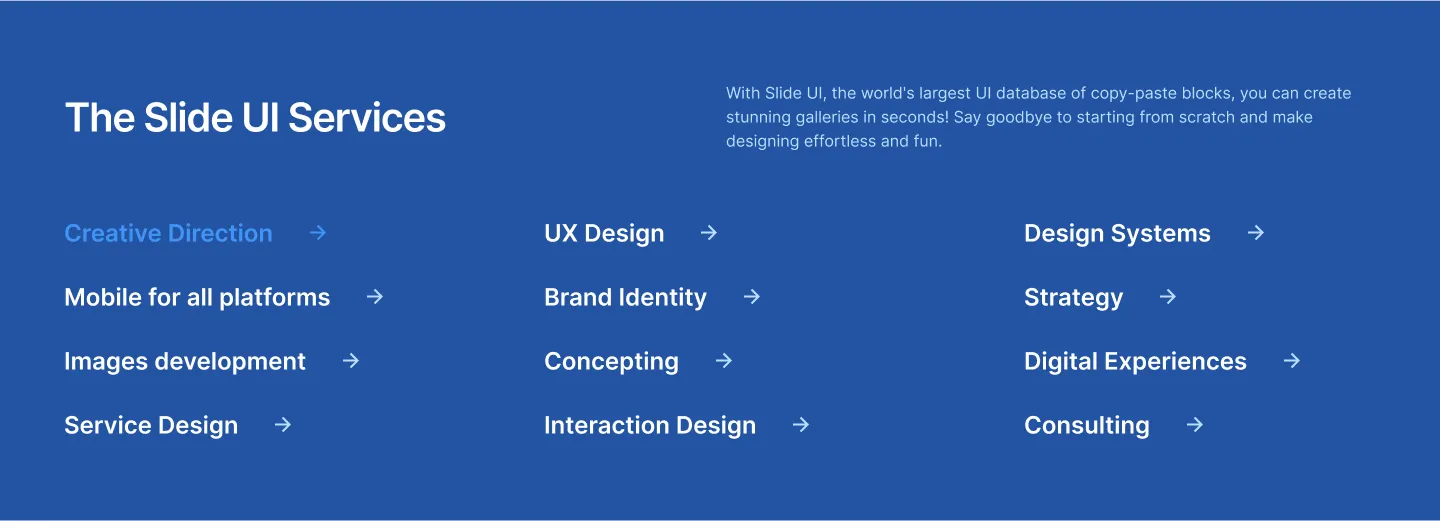 The Slide UI Services
With Slide UI, the world's largest UI database of copy-paste blocks, you can create
stunning galleries in seconds! Say goodbye to starting from scratch and make
designing effortless and fun.
Creative Direction →
Mobile for all platforms →
Images development →
Service Design →
UX Design →
Brand Identity →
Concepting →
Interaction Design →
Design Systems →
Strategy →
Digital Experiences →
Consulting →